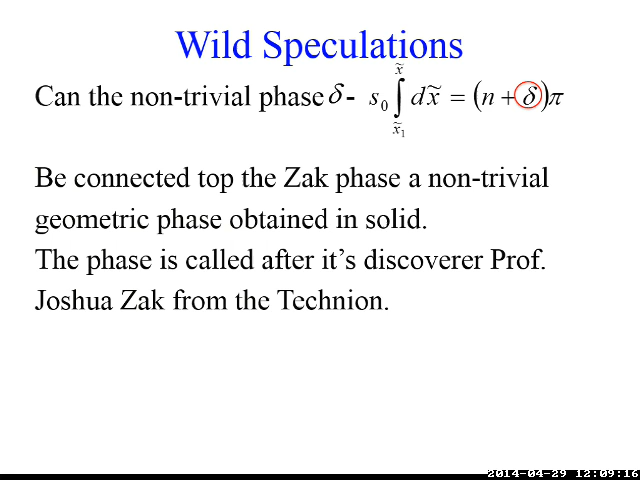 Wild Speculations
Can the non-trivial phase δ - s₀ ∫_{x̃₁}^{x̃} dx̃ = (n + δ)π
Be connected top the Zak phase a non-trivial
geometric phase obtained in solid.
The phase is called after it’s discoverer Prof.
Joshua Zak from the Technion.
2014-04-29 12:09:16